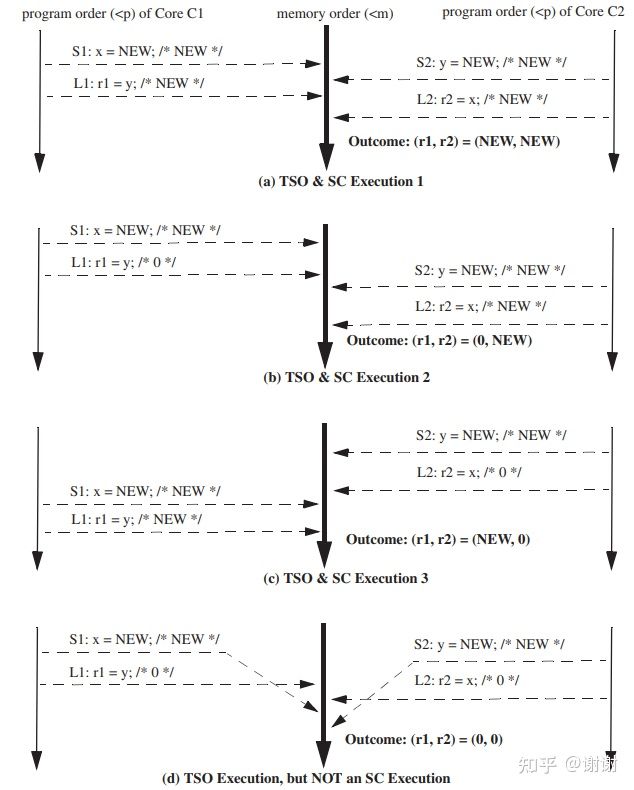 program order (<p) of Core C1 memory order (<m) program order (<p) of Core C2
S1: x = NEW; /* NEW */
S2: y = NEW; /* NEW */
L1: r1 = y; /* NEW */
L2: r2 = x; /* NEW */
Outcome: (r1, r2) = (NEW, NEW)
(a) TSO & SC Execution 1
S1: x = NEW; /* NEW */
L1: r1 = y; /* 0 */
S2: y = NEW; /* NEW */
L2: r2 = x; /* NEW */
Outcome: (r1, r2) = (0, NEW)
(b) TSO & SC Execution 2
S2: y = NEW; /* NEW */
L2: r2 = x; /* 0 */
S1: x = NEW; /* NEW */
L1: r1 = y; /* NEW */
Outcome: (r1, r2) = (NEW, 0)
(c) TSO & SC Execution 3
S1: x = NEW; /* NEW */
S2: y = NEW; /* NEW */
L1: r1 = y; /* 0 */
L2: r2 = x; /* 0 */
Outcome: (r1, r2) = (0, 0)
(d) TSO Execution, but NOT an SC Execution
知乎 @谢谢